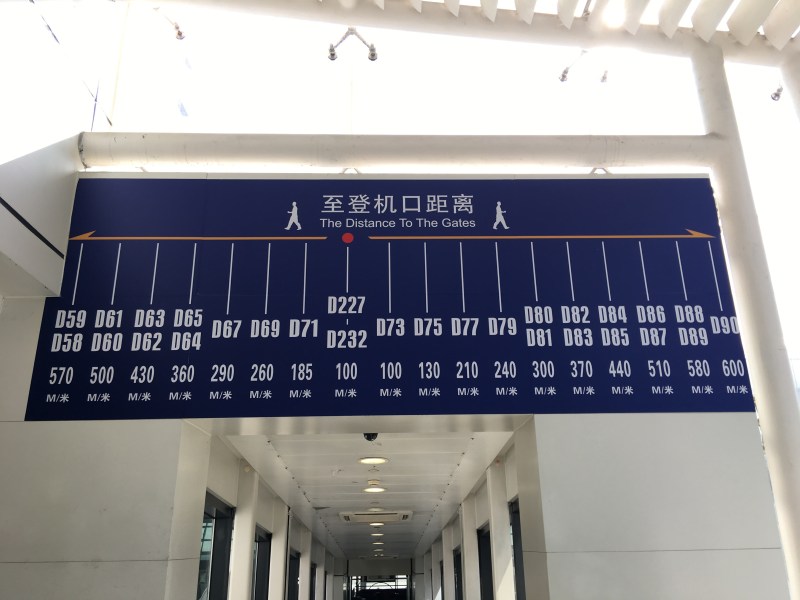 至登机口距离
The Distance To The Gates
D59 D61 D63 D65 D67 D69 D71 D227 D73 D75 D77 D79 D80 D82 D84 D86 D88 D90
D58 D60 D62 D64 - D232 D81 D83 D85 D87 D89
570 500 430 360 290 260 185 100 100 130 210 240 300 370 440 510 580 600
M/米 M/米 M/米 M/米 M/米 M/米 M/米 M/米 M/米 M/米 M/米 M/米 M/米 M/米 M/米 M/米 M/米 M/米